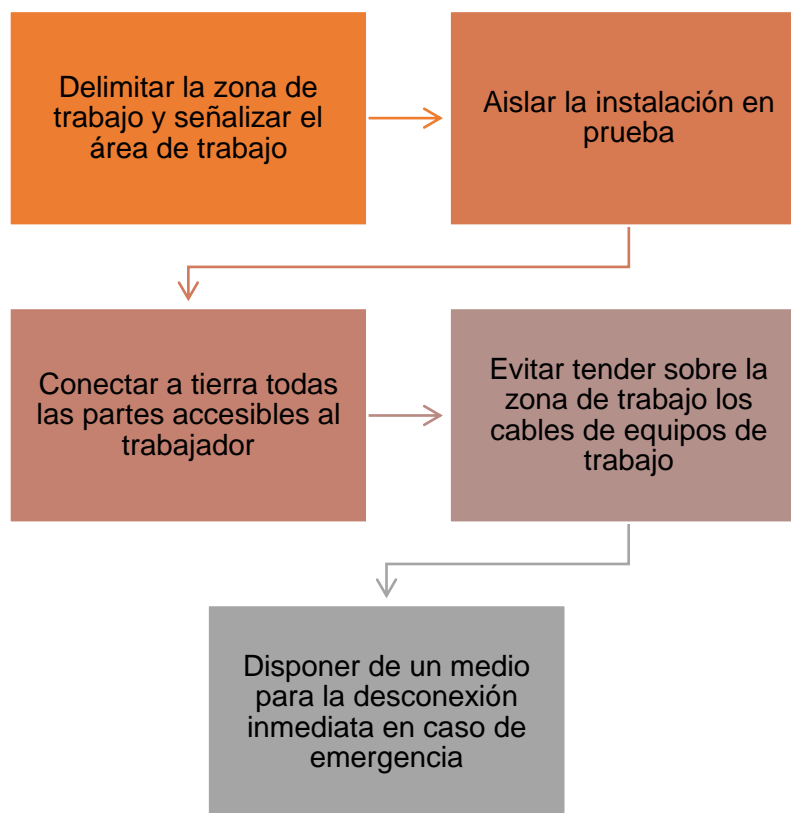 Delimitar la zona de
trabajo y señalizar el
área de trabajo
Aislar la instalación en
prueba
Conectar a tierra todas
las partes accesibles al
trabajador
Evitar tender sobre la
zona de trabajo los
cables de equipos de
trabajo
Disponer de un medio
para la desconexión
inmediata en caso de
emergencia